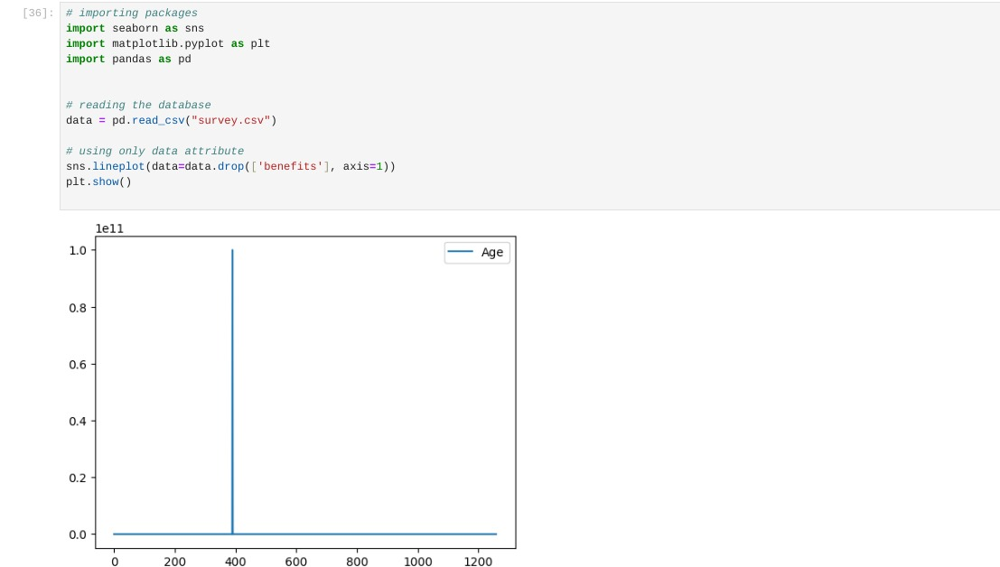 [36]:
# importing packages
import seaborn as sns
import matplotlib.pyplot as plt
import pandas as pd
# reading the database
data = pd.read_csv("survey.csv")
# using only data attribute
sns.lineplot(data=data.drop(['benefits'], axis=1))
plt.show()
1e11
Age
1.0
0.8
0.6
0.4
0.2
0.0
0 200 400 600 800 1000 1200